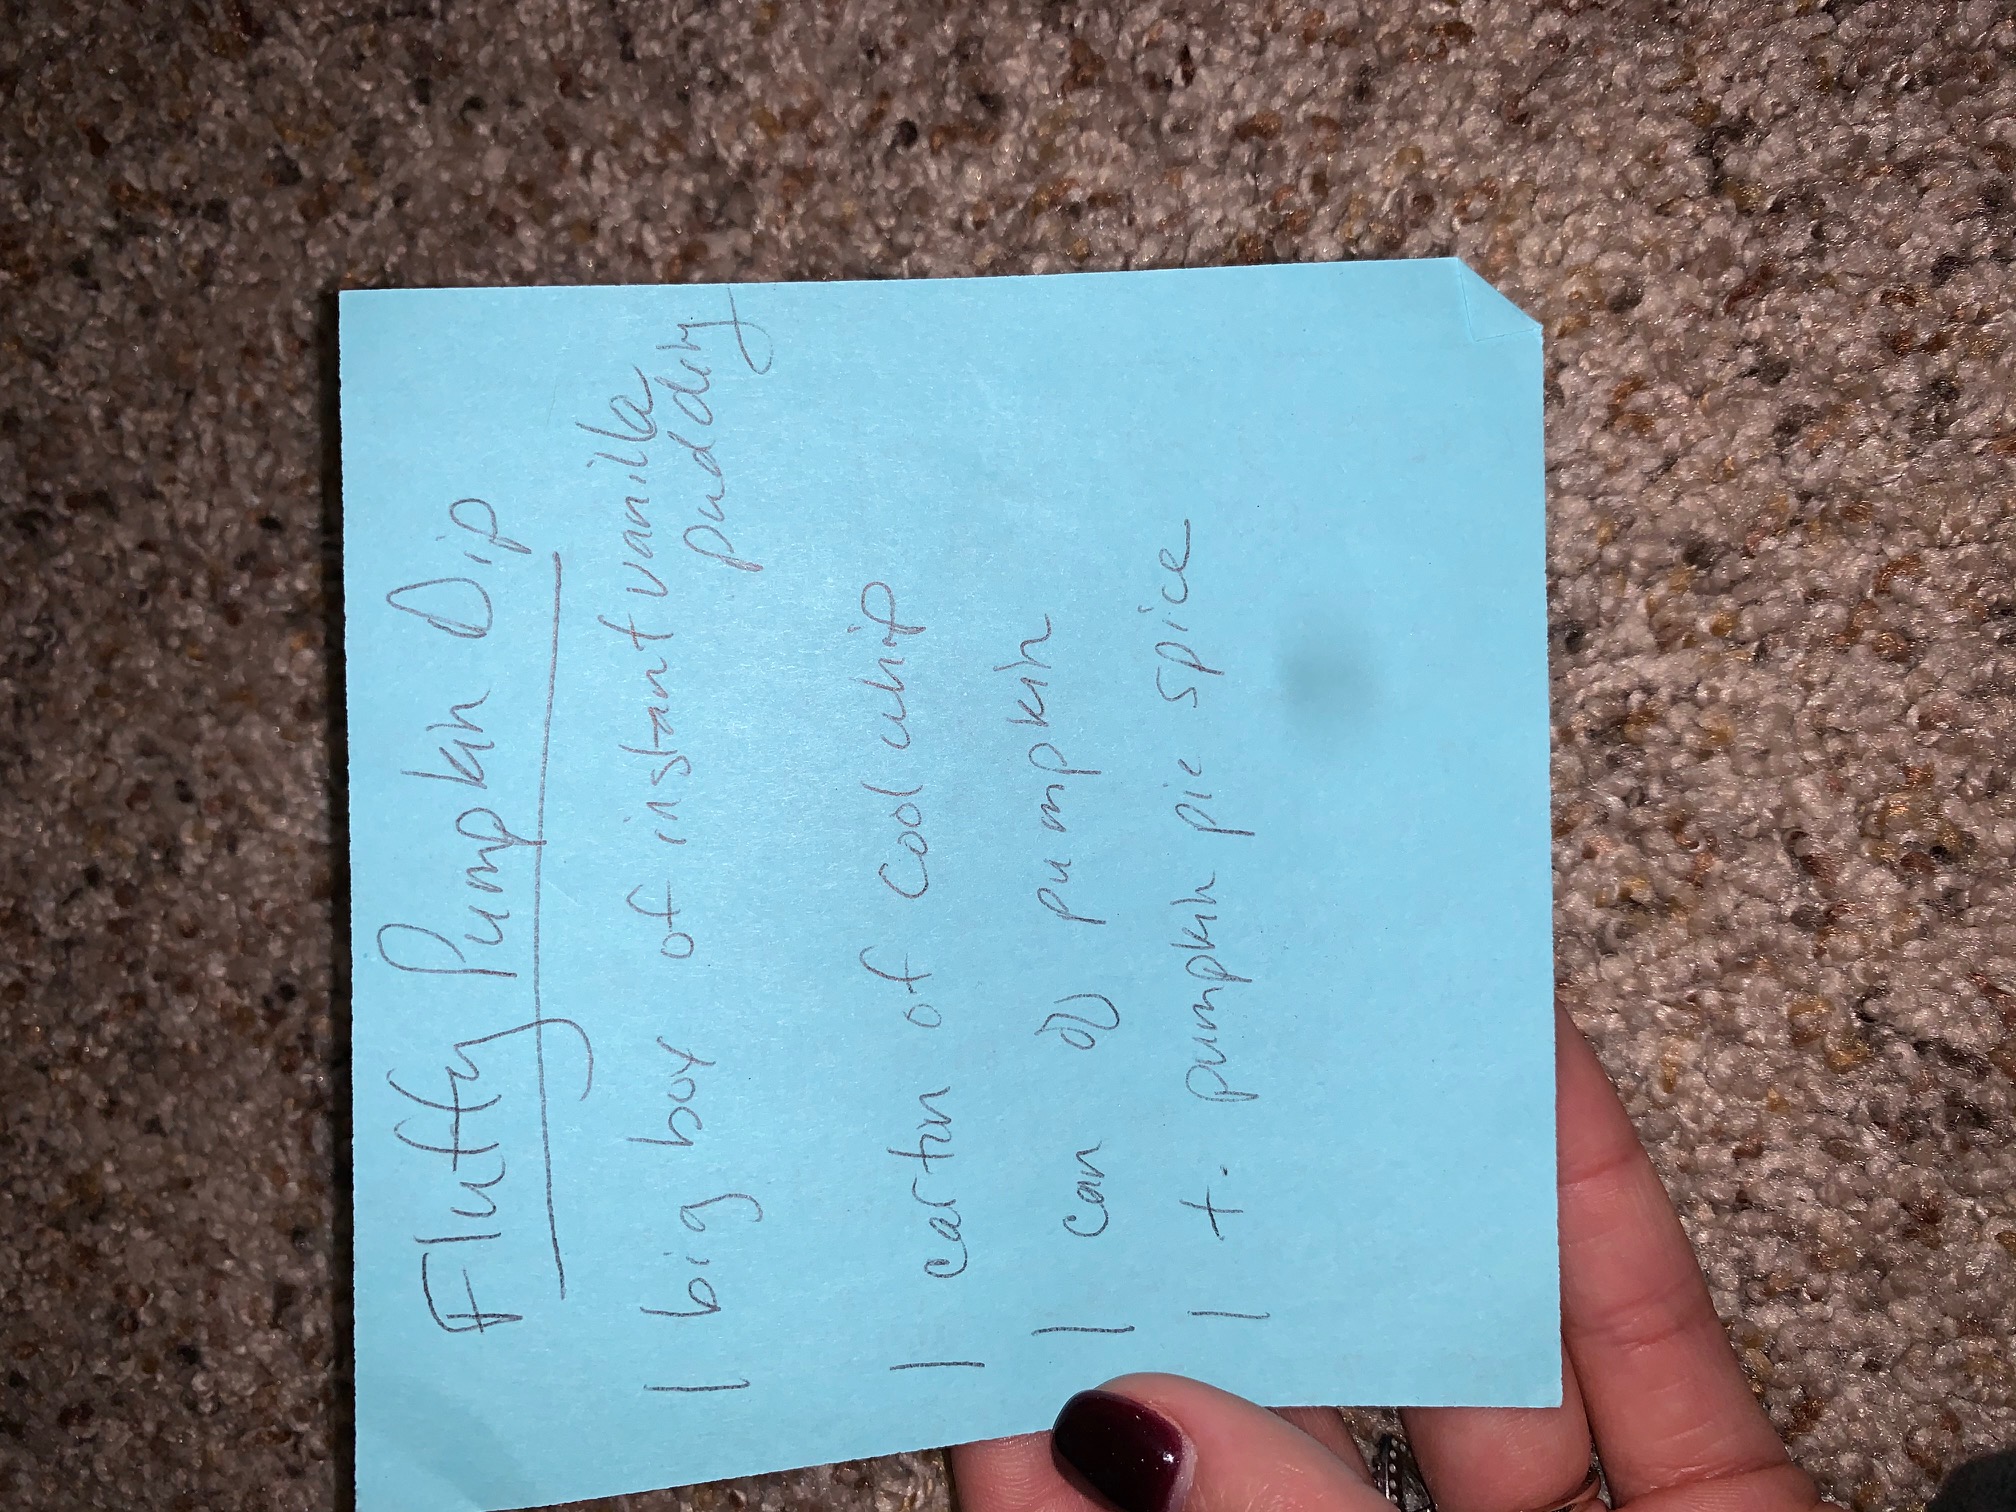 Fluffy Pumpkin Dip
1 big box of instant vanilla
pudding
1 carton of cool whip
1 can of pumpkin
1 t. pumpkin pie spice